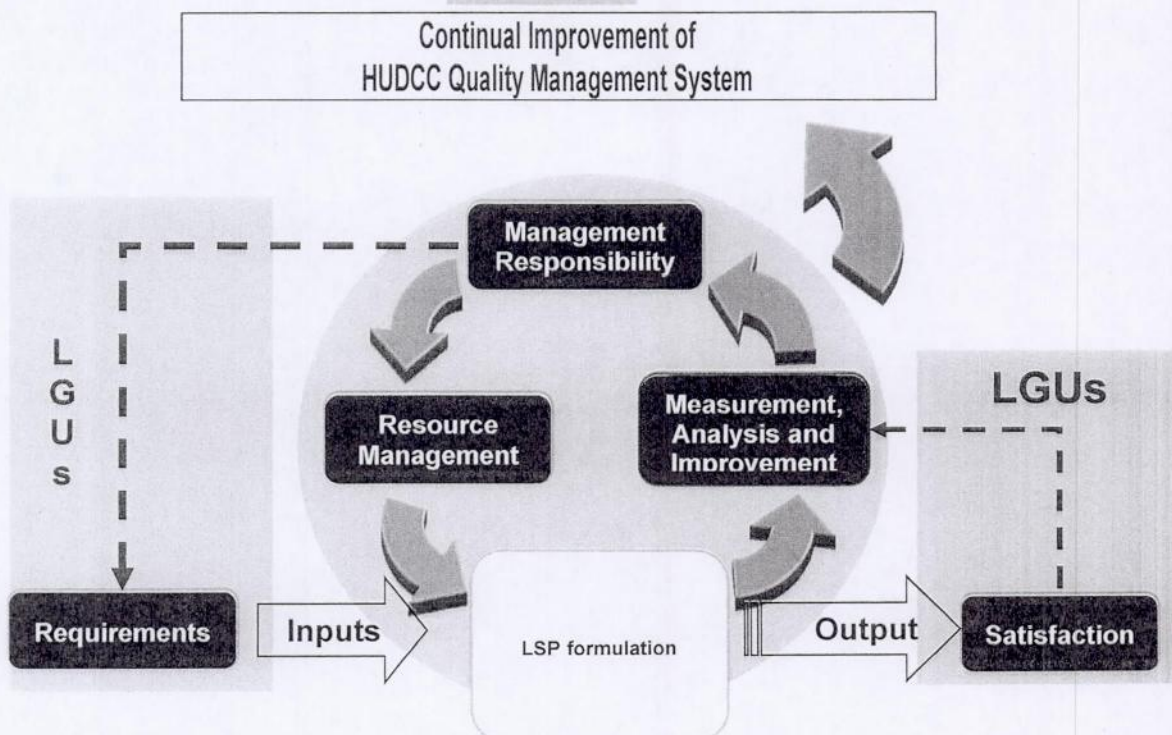 Continual Improvement of
HUDCC Quality Management System
Management
Responsibility
L
G
U
s
Resource
Management
Measurement,
Analysis and
Improvement
LGUs
Requirements
Inputs
LSP formulation
Output
Satisfaction